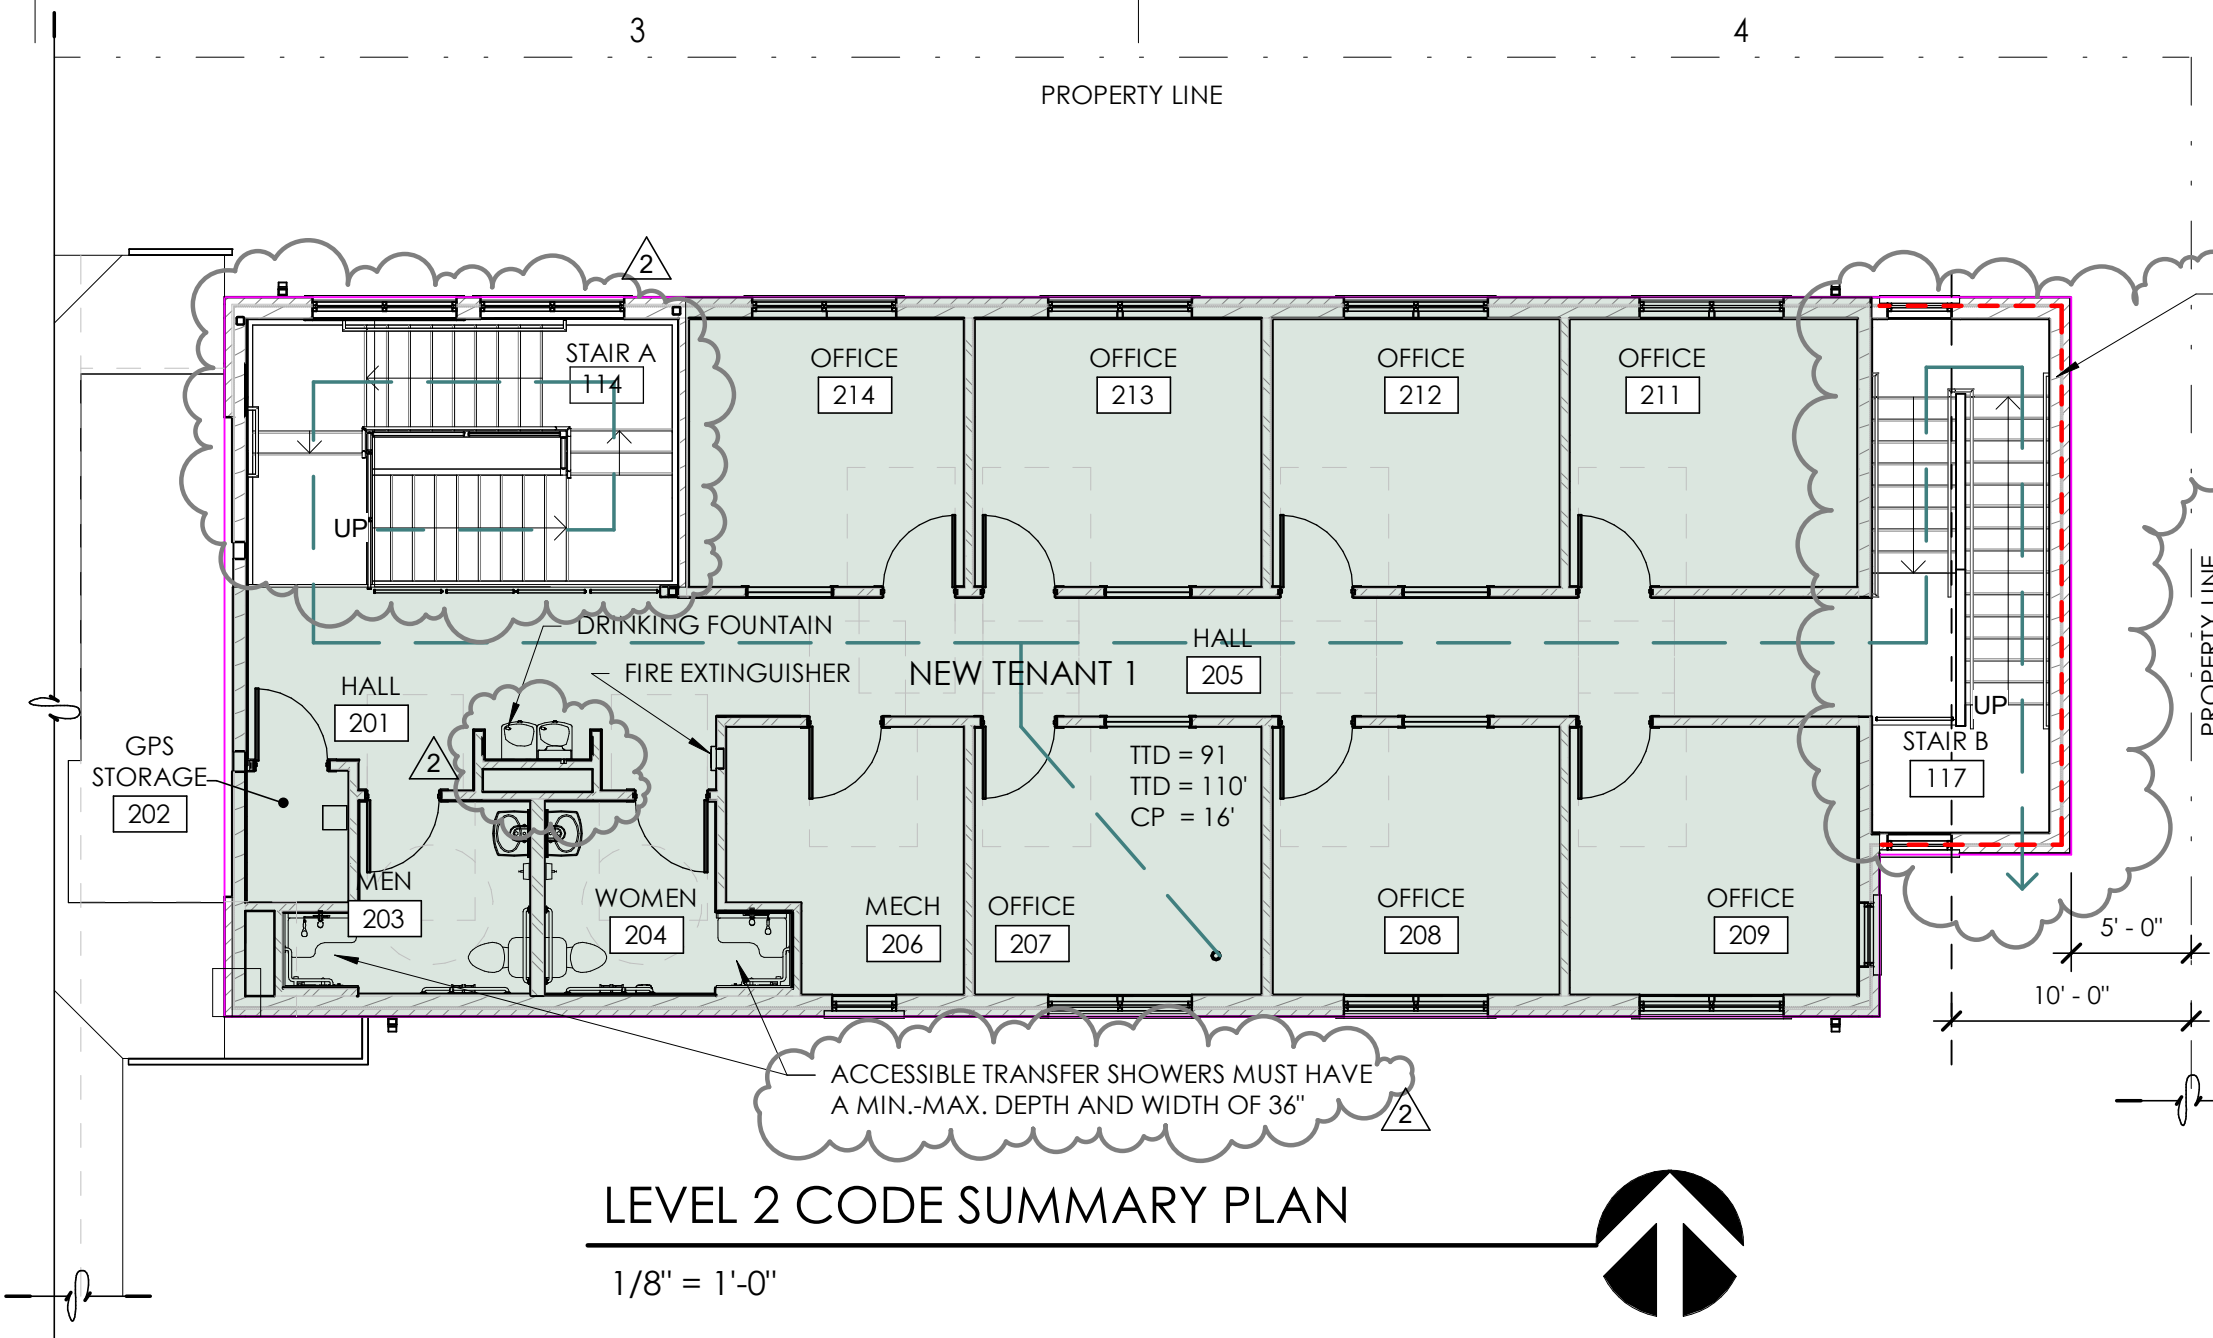 3
4
PROPERTY LINE
2
STAIR A
114
UP
OFFICE
214
OFFICE
213
OFFICE
212
OFFICE
211
DRINKING FOUNTAIN
FIRE EXTINGUISHER
NEW TENANT 1
HALL
205
HALL
201
2
GPS
STORAGE
202
MEN
203
WOMEN
204
MECH
206
OFFICE
207
TTD = 91
TTD = 110'
CP = 16'
OFFICE
208
OFFICE
209
UP
STAIR B
117
PROPERTY LINE
5' - 0"
10' - 0"
ACCESSIBLE TRANSFER SHOWERS MUST HAVE
A MIN.-MAX. DEPTH AND WIDTH OF 36"
2
LEVEL 2 CODE SUMMARY PLAN
1/8" = 1'-0"